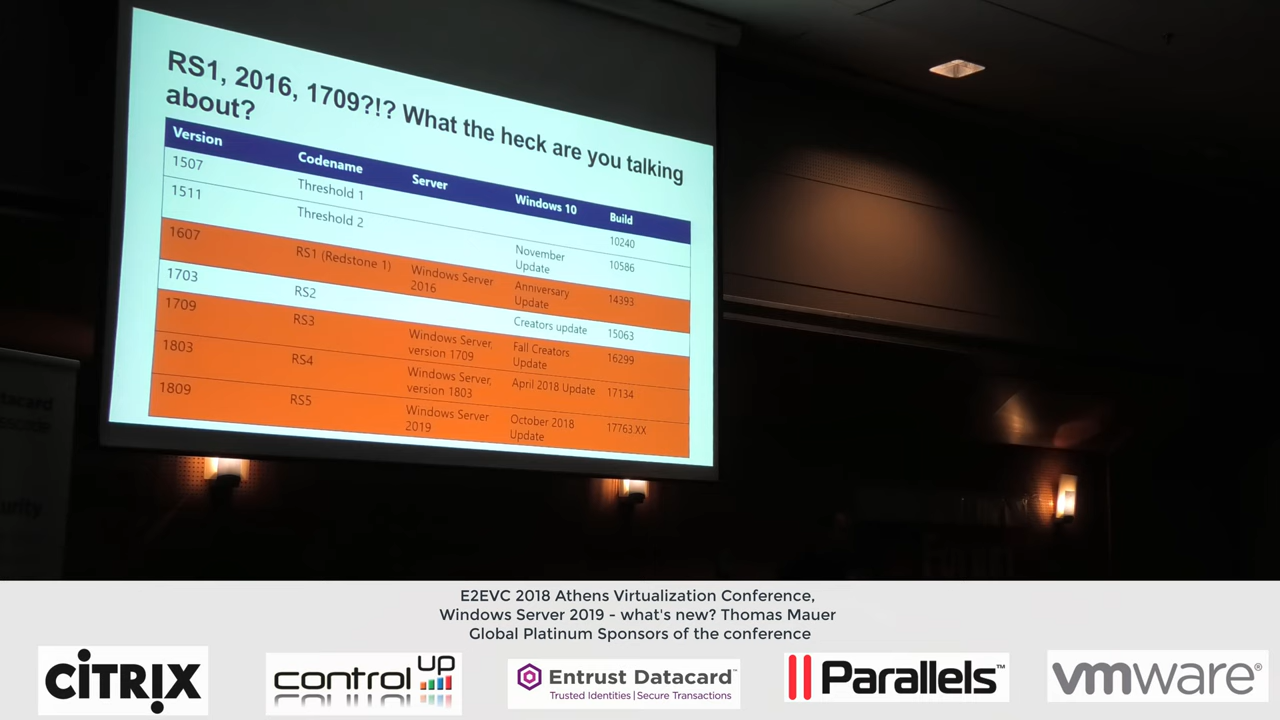 RS1, 2016, 1709?!? What the heck are you talking
about?
Version Codename Server Windows 10 Build
1507 Threshold 1 10240
1511 Threshold 2 November
Update 10586
1607 RS1 (Redstone 1) Windows Server
2016 Anniversary
Update 14393
1703 RS2 Creators update 15063
1709 RS3 Windows Server,
version 1709 Fall Creators
Update 16299
1803 RS4 Windows Server,
version 1803 April 2018 Update 17134
1809 RS5 Windows Server
2019 October 2018
Update 17763.XX
E2EVC 2018 Athens Virtualization Conference,
Windows Server 2019 - what's new? Thomas Mauer
Global Platinum Sponsors of the conference
CİTRIX
control UP
Entrust Datacard™
Trusted Identities | Secure Transactions
Parallels™
vmware®